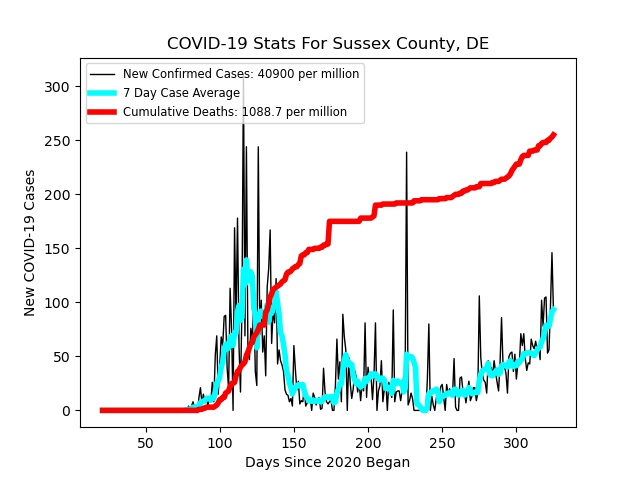 COVID-19 Stats For Sussex County, DE
New Confirmed Cases: 40900 per million
7 Day Case Average
Cumulative Deaths: 1088.7 per million
New COVID-19 Cases
300
250
200
150
100
50
0
50
100
150
200
250
300
Days Since 2020 Began